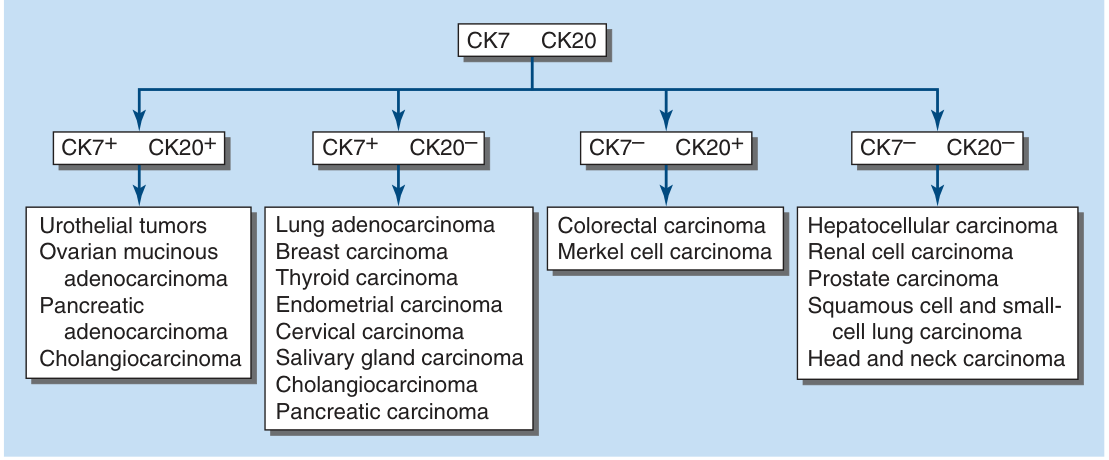 CK7 CK20
CK7+ CK20+
CK7+ CK20–
CK7– CK20+
CK7– CK20–
Urothelial tumors
Ovarian mucinous
adenocarcinoma
Pancreatic
adenocarcinoma
Cholangiocarcinoma
Lung adenocarcinoma
Breast carcinoma
Thyroid carcinoma
Endometrial carcinoma
Cervical carcinoma
Salivary gland carcinoma
Cholangiocarcinoma
Pancreatic carcinoma
Colorectal carcinoma
Merkel cell carcinoma
Hepatocellular carcinoma
Renal cell carcinoma
Prostate carcinoma
Squamous cell and small-
cell lung carcinoma
Head and neck carcinoma